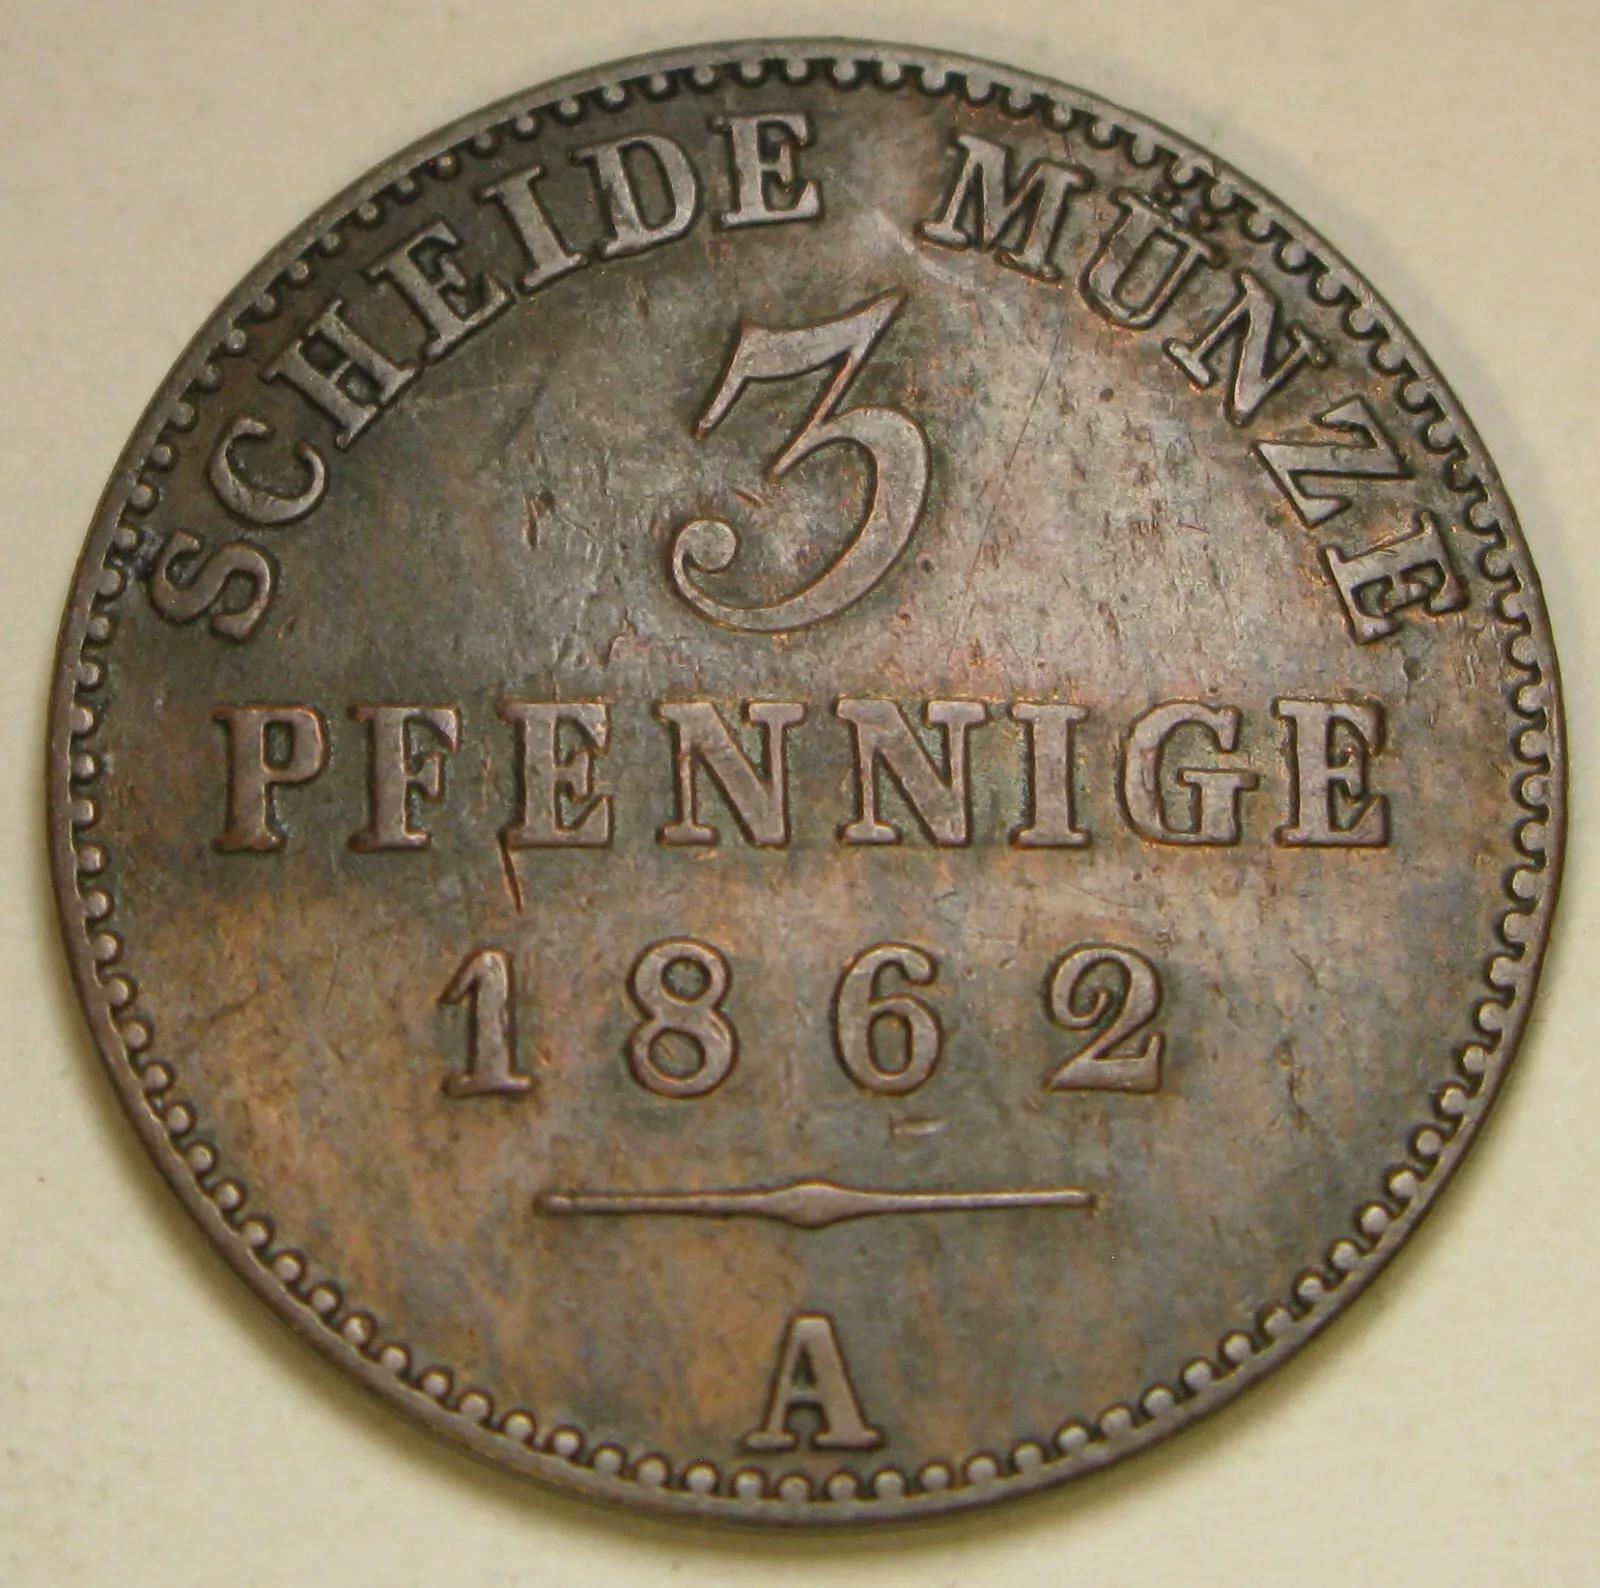 SCHEIDE MÜNZE
3
PFENNIGE
1862
A